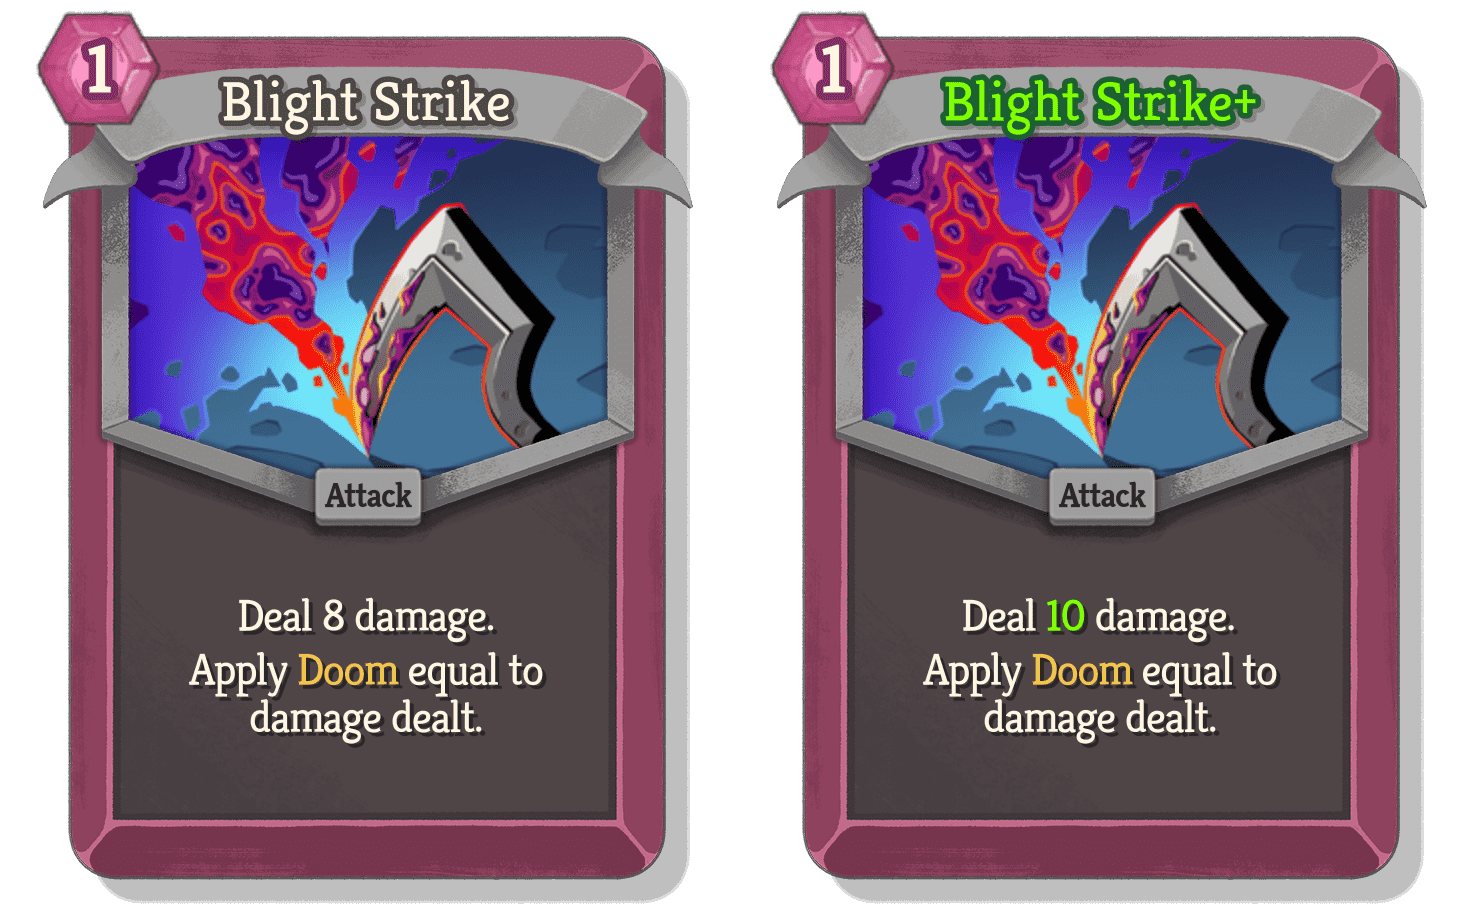 1
Blight Strike
Attack
Deal 8 damage.
Apply Doom equal to
damage dealt.
1
Blight Strike+
Attack
Deal 10 damage.
Apply Doom equal to
damage dealt.